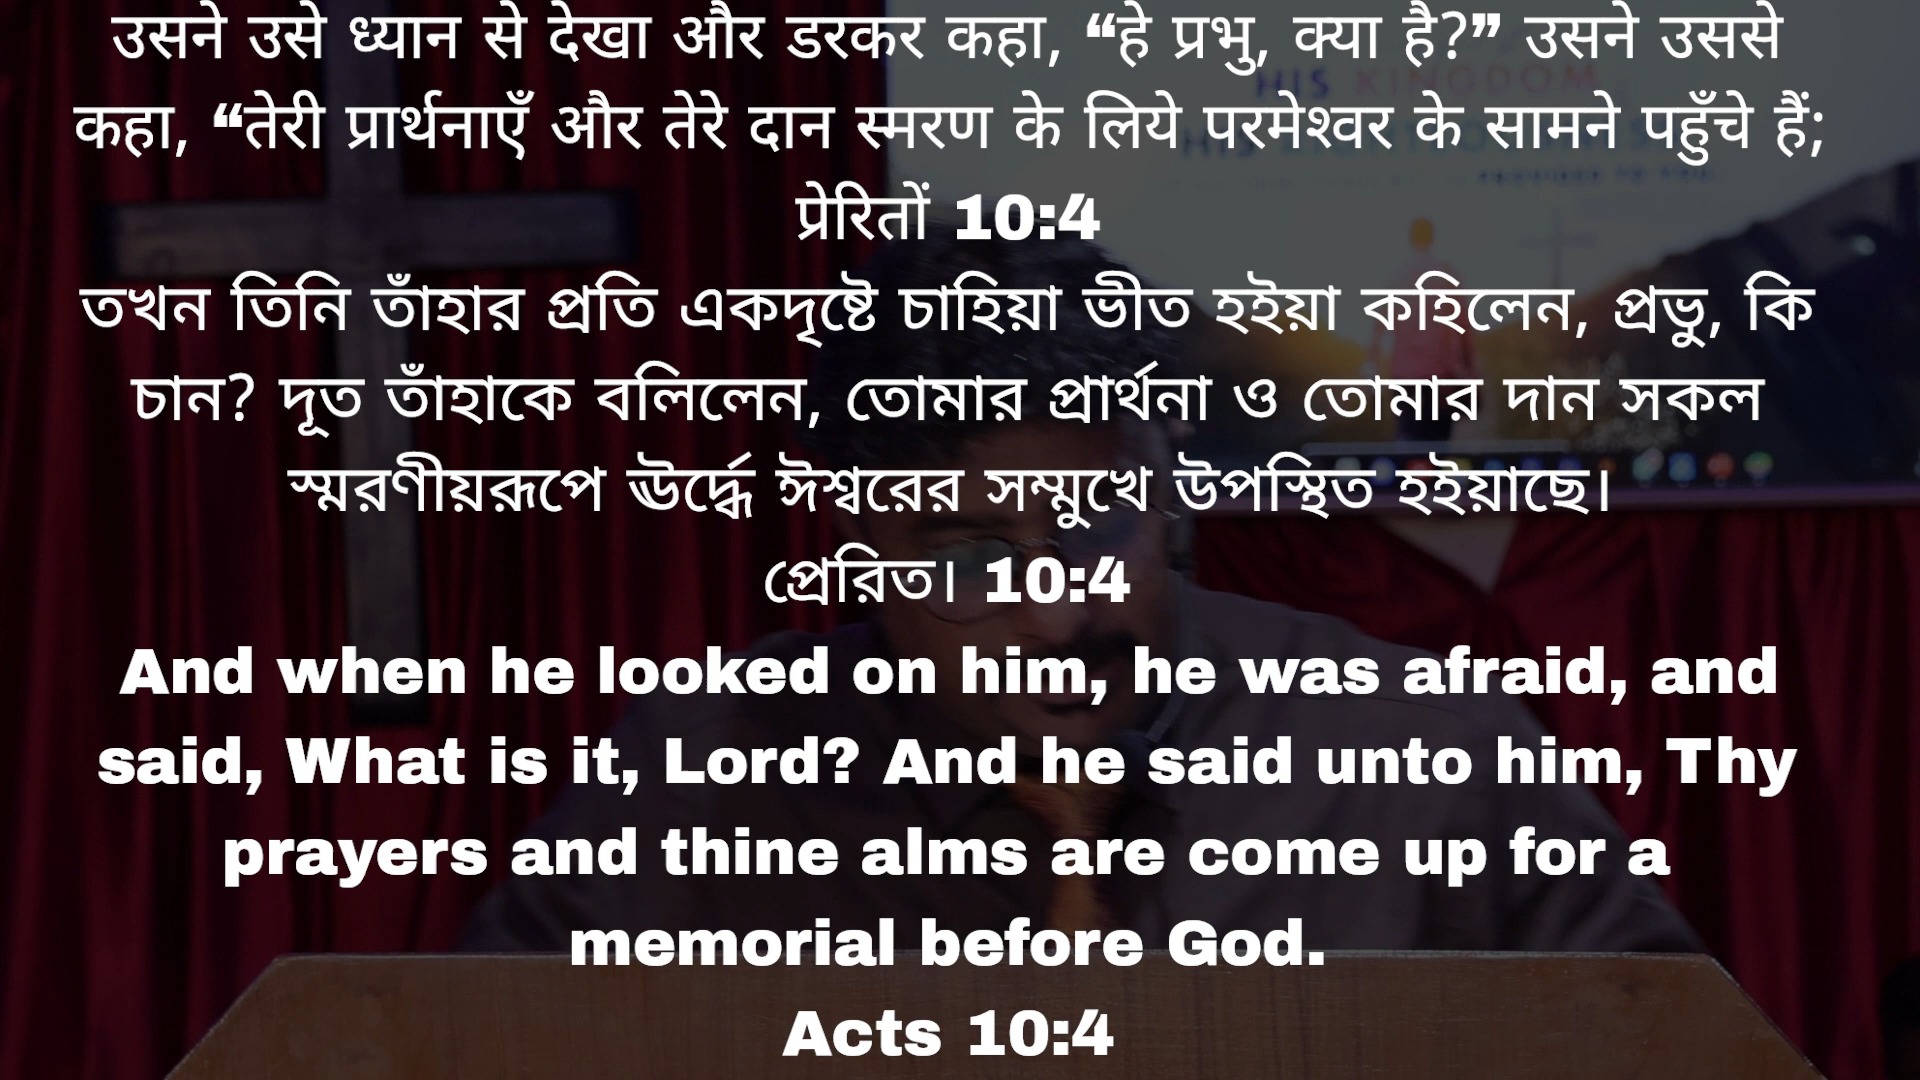 उसने उसे ध्यान से देखा और डरकर कहा, “हे प्रभु, क्या है?” उसने उससे
कहा, “तेरी प्रार्थनाएँ और तेरे दान स्मरण के लिये परमेश्वर के सामने पहुँचे हैं;
प्रेरितों 10:4
তখন তিনি তাঁহার প্রতি একদৃষ্টে চাহিয়া ভীত হইয়া কহিলেন, প্রভু, কি
চান? দূত তাঁহাকে বলিলেন, তোমার প্রার্থনা ও তোমার দান সকল
স্মরণীয়রূপে ঊর্দ্ধে ঈশ্বরের সম্মুখে উপস্থিত হইয়াছে।
প্রেরিত। 10:4
And when he looked on him, he was afraid, and
said, What is it, Lord? And he said unto him, Thy
prayers and thine alms are come up for a
memorial before God.
Acts 10:4
HIS KINGDOM
HIS